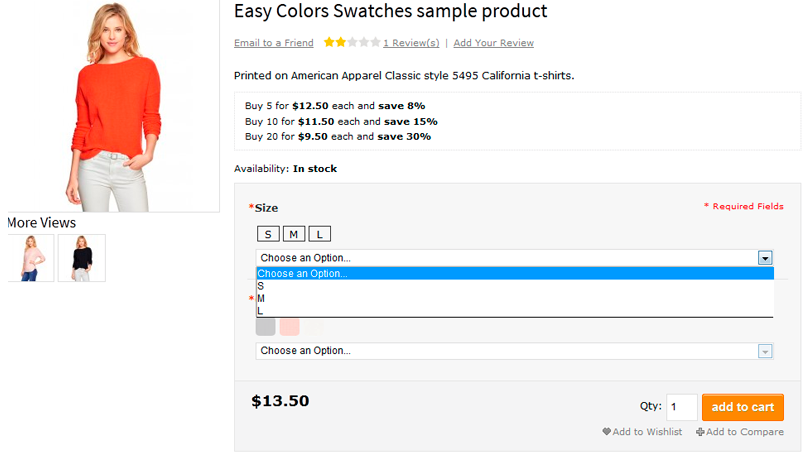 Easy Colors Swatches sample product
Email to a Friend 1 Review(s) | Add Your Review
Printed on American Apparel Classic style 5495 California t-shirts.
Buy 5 for $12.50 each and save 8%
Buy 10 for $11.50 each and save 15%
Buy 20 for $9.50 each and save 30%
Availability: In stock
*Size
* Required Fields
S M L
Choose an Option...
Choose an Option...
S
M
L
*
Choose an Option...
More Views
$13.50
Qty: 1 add to cart
Add to Wishlist Add to Compare